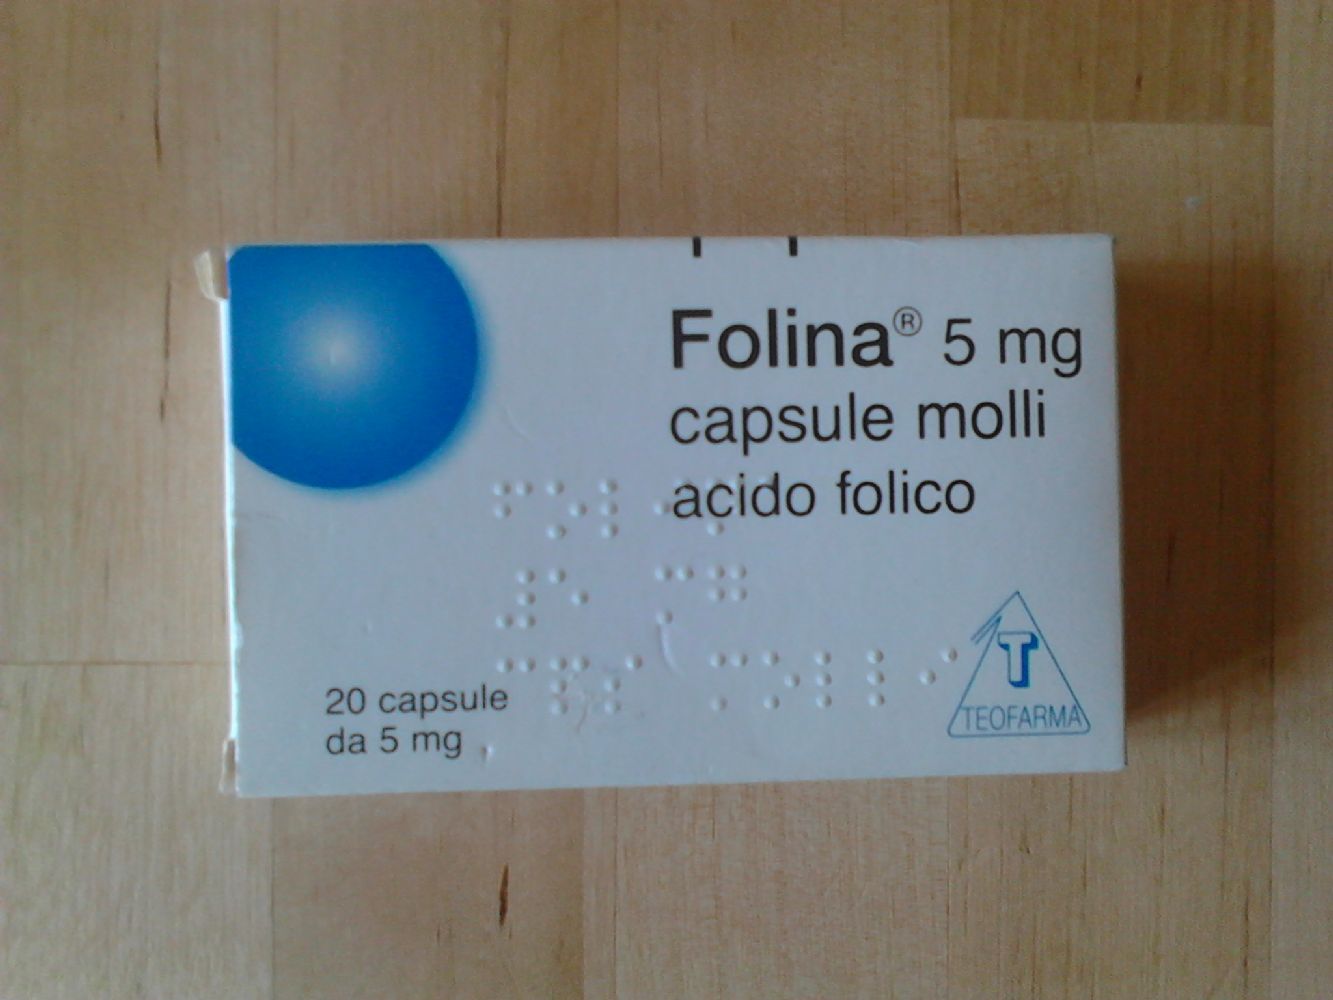 Folina® 5 mg
capsule molli
acido folico
20 capsule
da 5 mg
T
TEOFARMA